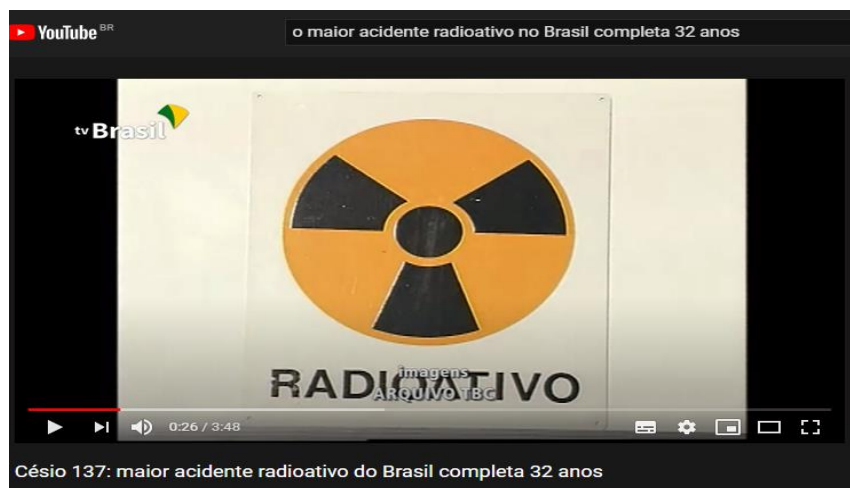 YouTube BR
o maior acidente radioativo no Brasil completa 32 anos
tv Brasil
RADIOATIVO
imagens
ARQUIVO TBC
0:26 / 3:48
Césio 137: maior acidente radioativo do Brasil completa 32 anos